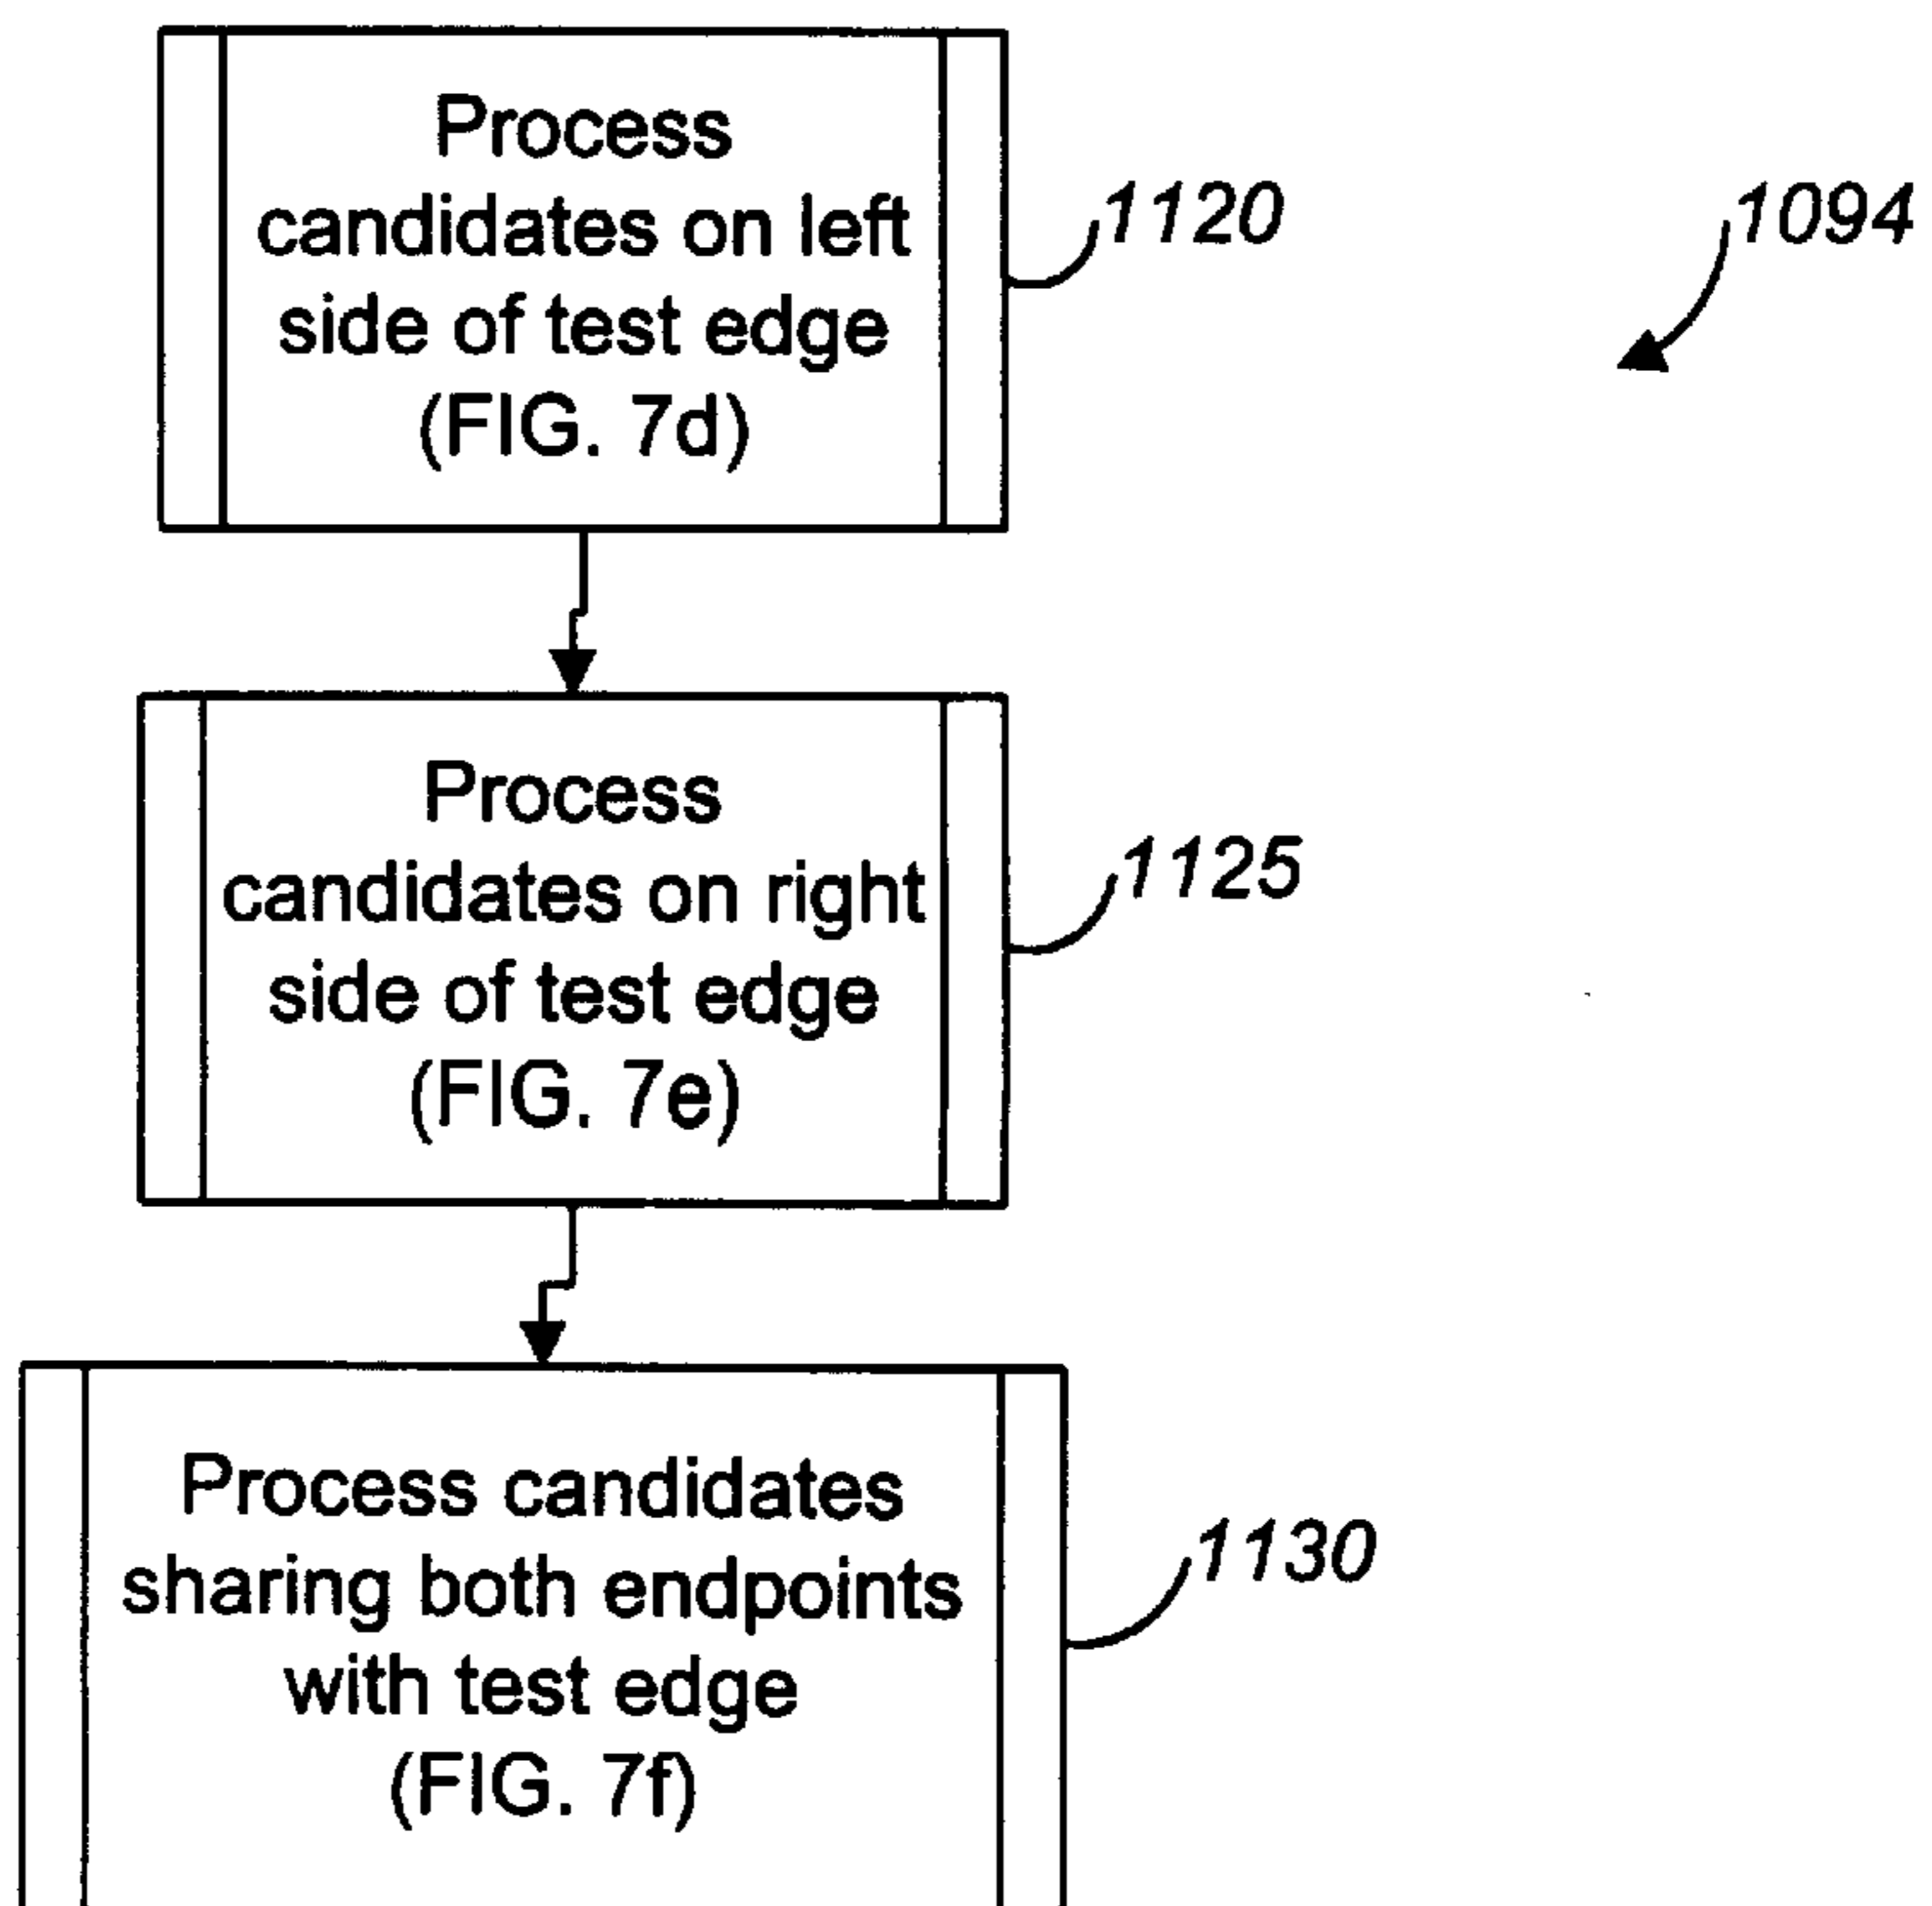 Process
candidates on left
side of test edge
(FIG. 7d)
1120
1094
Process
candidates on right
side of test edge
(FIG. 7e)
1125
Process candidates
sharing both endpoints
with test edge
(FIG. 7f)
1130